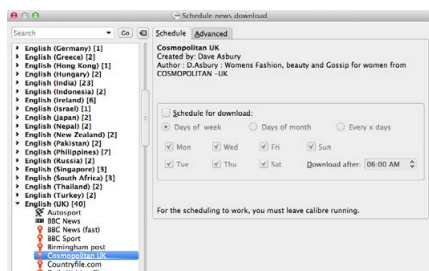 Schedule news download
Search
Go
English (Germany) [1]
English (Greece) [2]
English (Hong Kong) [1]
English (Hungary) [2]
English (India) [23]
English (Indonesia) [2]
English (Ireland) [6]
English (Israel) [1]
English (Japan) [2]
English (Nepal) [2]
English (New Zealand) [2]
English (Pakistan) [2]
English (Philippines) [7]
English (Russia) [2]
English (Singapore) [3]
English (South Africa) [3]
English (Thailand) [2]
English (Turkey) [2]
English (UK) [40]
Autosport
BBC News
BBC News (fast)
BBC Sport
Birmingham post
Cosmopolitan UK
Countryfile.com
Schedule Advanced
Cosmopolitan UK
Created by: Dave Asbury
Author : D.Asbury : Womens Fashion, beauty and Gossip for women from
COSMOPOLITAN -UK
Schedule for download:
Days of week Days of month Every x days
Mon Wed Fri Sun
Tue Thu Sat Download after: 06:00 AM
For the scheduling to work, you must leave calibre running.